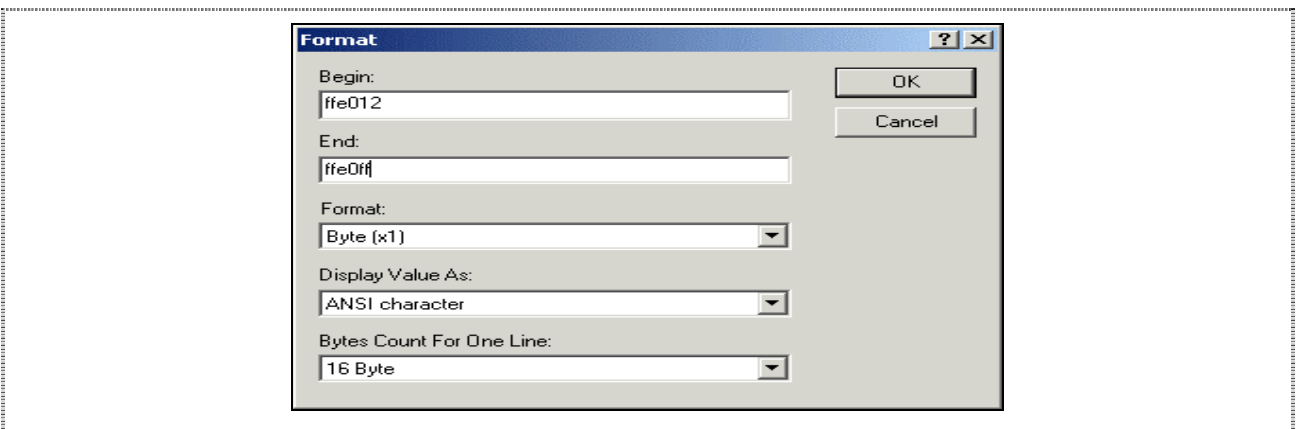 Format
Begin:
OK
ffe012
Cancel
End:
ffe0ff
Format:
Byte (x1)
Display Value As:
ANSI character
Bytes Count For One Line:
16 Byte